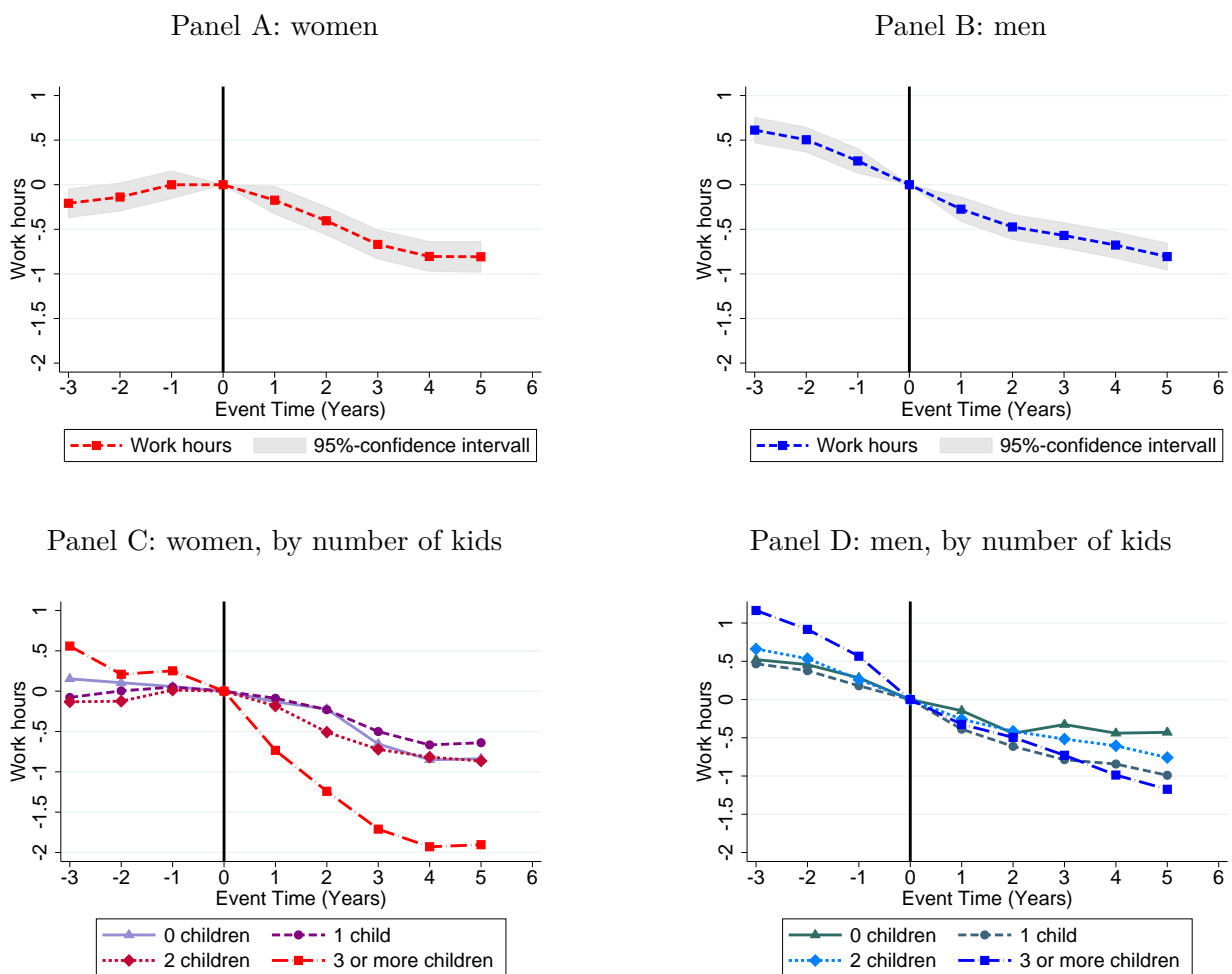 Panel A: women
Work hours
1
.5
0
-.5
-1
-1.5
-2
-3 -2 -1 0 1 2 3 4 5 6
Event Time (Years)
Work hours 95%-confidence intervall
Panel B: men
Work hours
1
.5
0
-.5
-1
-1.5
-2
-3 -2 -1 0 1 2 3 4 5 6
Event Time (Years)
Work hours 95%-confidence intervall
Panel C: women, by number of kids
Work hours
1
.5
0
-.5
-1
-1.5
-2
-3 -2 -1 0 1 2 3 4 5 6
Event Time (Years)
0 children 1 child
2 children 3 or more children
Panel D: men, by number of kids
Work hours
1
.5
0
-.5
-1
-1.5
-2
-3 -2 -1 0 1 2 3 4 5 6
Event Time (Years)
0 children 1 child
2 children 3 or more children